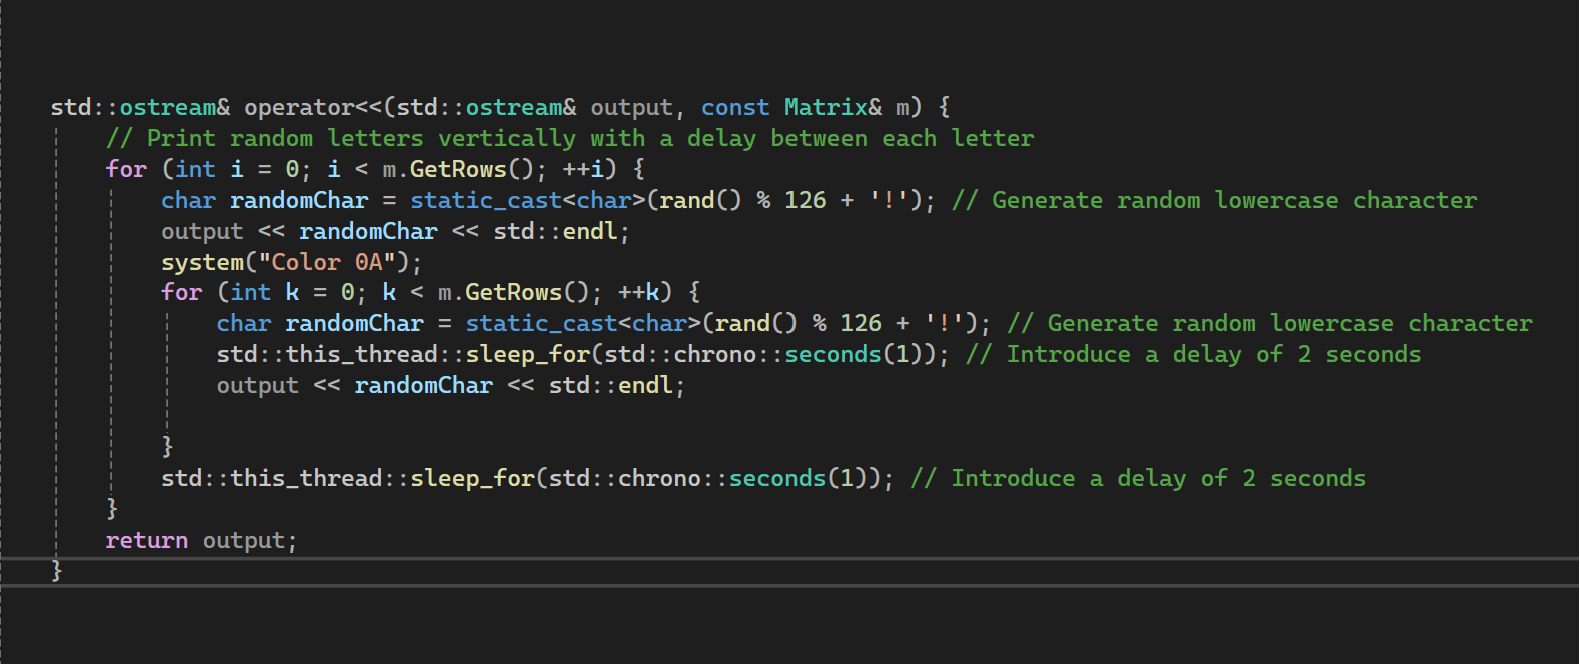 std::ostream& operator<<(std::ostream& output, const Matrix& m) {
    // Print random letters vertically with a delay between each letter
    for (int i = 0; i < m.GetRows(); ++i) {
        char randomChar = static_cast<char>(rand() % 126 + '!'); // Generate random lowercase character
        output << randomChar << std::endl;
        system("Color 0A");
        for (int k = 0; k < m.GetRows(); ++k) {
            char randomChar = static_cast<char>(rand() % 126 + '!'); // Generate random lowercase character
            std::this_thread::sleep_for(std::chrono::seconds(1)); // Introduce a delay of 2 seconds
            output << randomChar << std::endl;

        }
        std::this_thread::sleep_for(std::chrono::seconds(1)); // Introduce a delay of 2 seconds
    }
    return output;
}